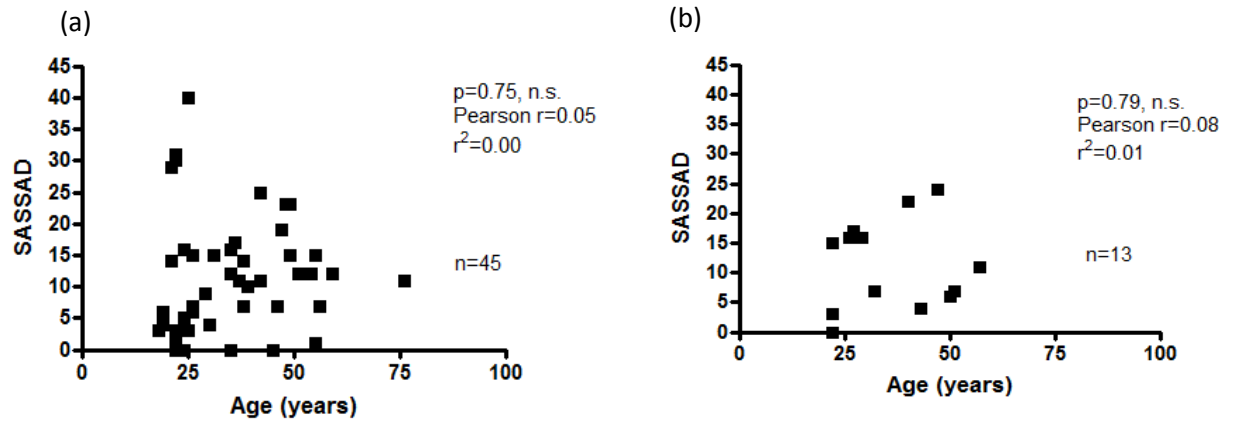 (a)
45
40
35
30
25
20
15
10
5
0
SASSAD
0
25
50
75
100
Age (years)
p=0.75, n.s.
Pearson r=0.05
r²=0.00
n=45
(b)
45
40
35
30
25
20
15
10
5
0
SASSAD
0
25
50
75
100
Age (years)
p=0.79, n.s.
Pearson r=0.08
r²=0.01
n=13